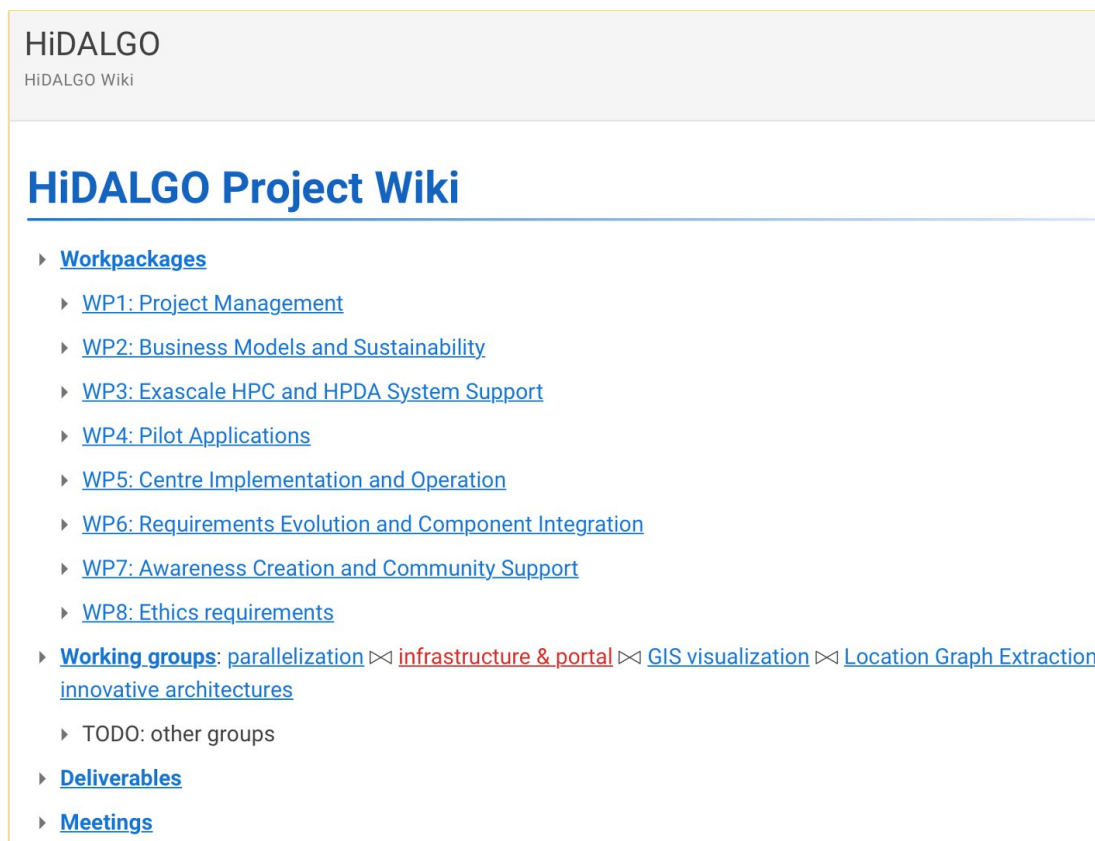 HiDALGO
HiDALGO Wiki
HiDALGO Project Wiki
Workpackages
WP1: Project Management
WP2: Business Models and Sustainability
WP3: Exascale HPC and HPDA System Support
WP4: Pilot Applications
WP5: Centre Implementation and Operation
WP6: Requirements Evolution and Component Integration
WP7: Awareness Creation and Community Support
WP8: Ethics requirements
Working groups: parallelization ⋈ infrastructure & portal ⋈ GIS visualization ⋈ Location Graph Extraction
innovative architectures
TODO: other groups
Deliverables
Meetings